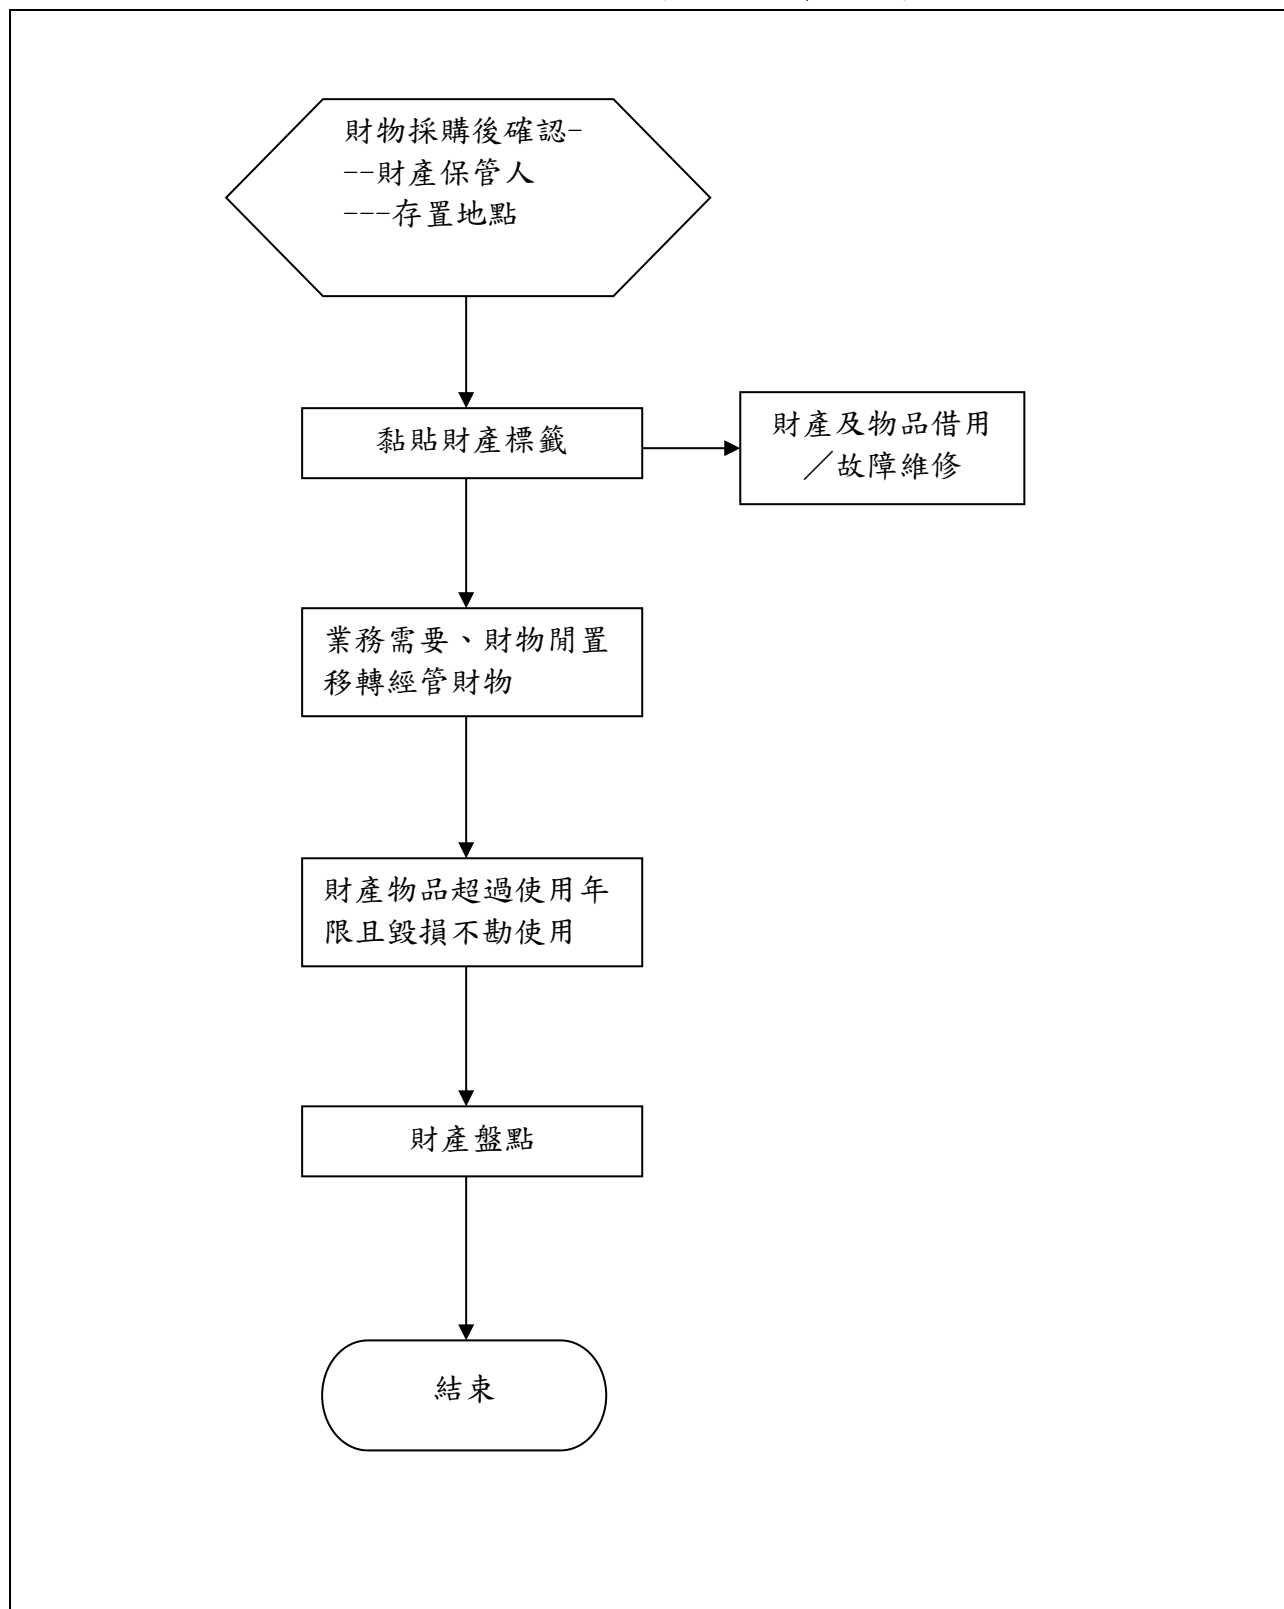 財物採購後確認-
--財產保管人
---存置地點
黏貼財產標籤
財產及物品借用
／故障維修
業務需要、財物閒置
移轉經管財物
財產物品超過使用年
限且毀損不勘使用
財產盤點
結束